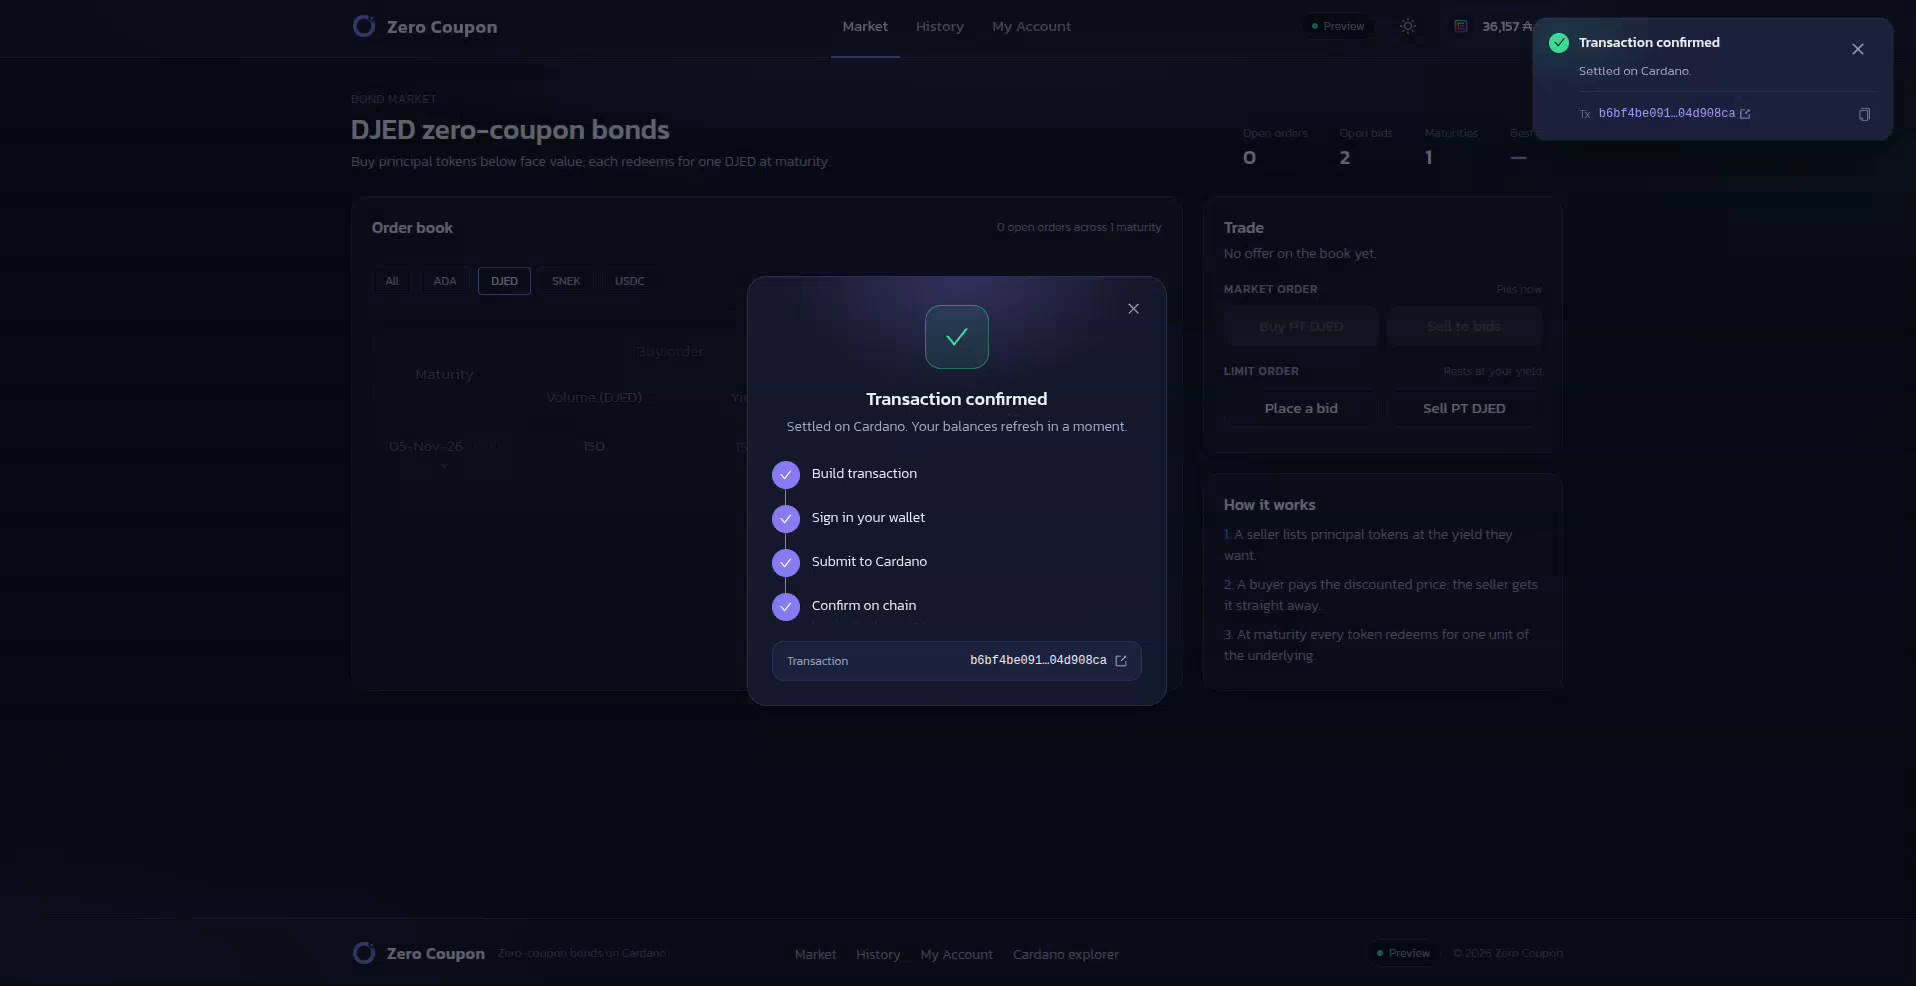 Zero Coupon
Market
History
My Account
Preview
36,157 ₳
Transaction confirmed
Settled on Cardano.
Tx b6bf4be091…04d908ca
BOND MARKET
DJED zero-coupon bonds
Buy principal tokens below face value; each redeems for one DJED at maturity.
Open orders
0
Open bids
2
Maturities
1
Best
—
Order book
0 open orders across 1 maturity
All
ADA
DJED
SNEK
USDC
Buy order
Maturity
Volume (DJED)
05-Nov-26
150
Trade
No offer on the book yet.
MARKET ORDER
Fills now
Buy PT DJED
Sell to bids
LIMIT ORDER
Rests at your yield
Place a bid
Sell PT DJED
Transaction confirmed
Settled on Cardano. Your balances refresh in a moment.
Build transaction
Sign in your wallet
Submit to Cardano
Confirm on chain
Transaction
b6bf4be091…04d908ca
How it works
1. A seller lists principal tokens at the yield they
want.
2. A buyer pays the discounted price; the seller gets
it straight away.
3. At maturity every token redeems for one unit of
the underlying.
Zero Coupon
Zero-coupon bonds on Cardano
Market
History
My Account
Cardano explorer
Preview
© 2026 Zero Coupon